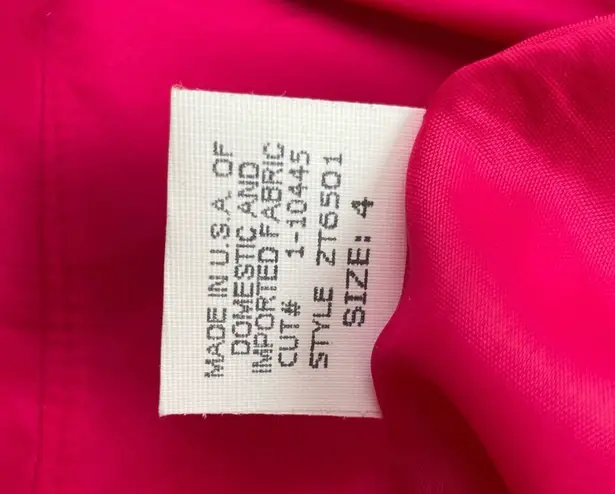 MADE IN U.S.A. OF
DOMESTIC AND
IMPORTED FABRIC
CUT# 1-10445
STYLE ZT6501
SIZE: 4